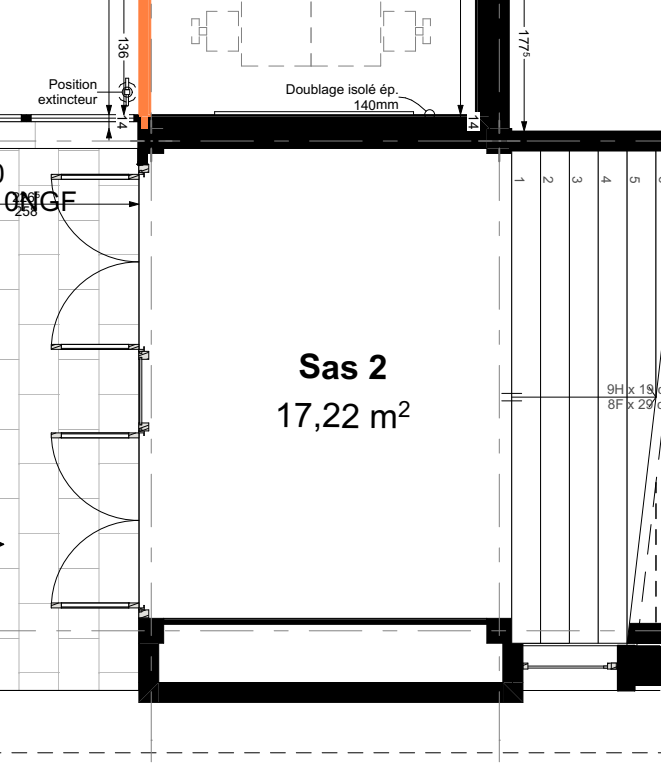 136
177⁵
Position
extincteur
Doublage isolé ép.
140mm
14
14
0NGF
258
1
2
3
4
5
Sas 2
17,22 m²
9H x 19
8F x 29